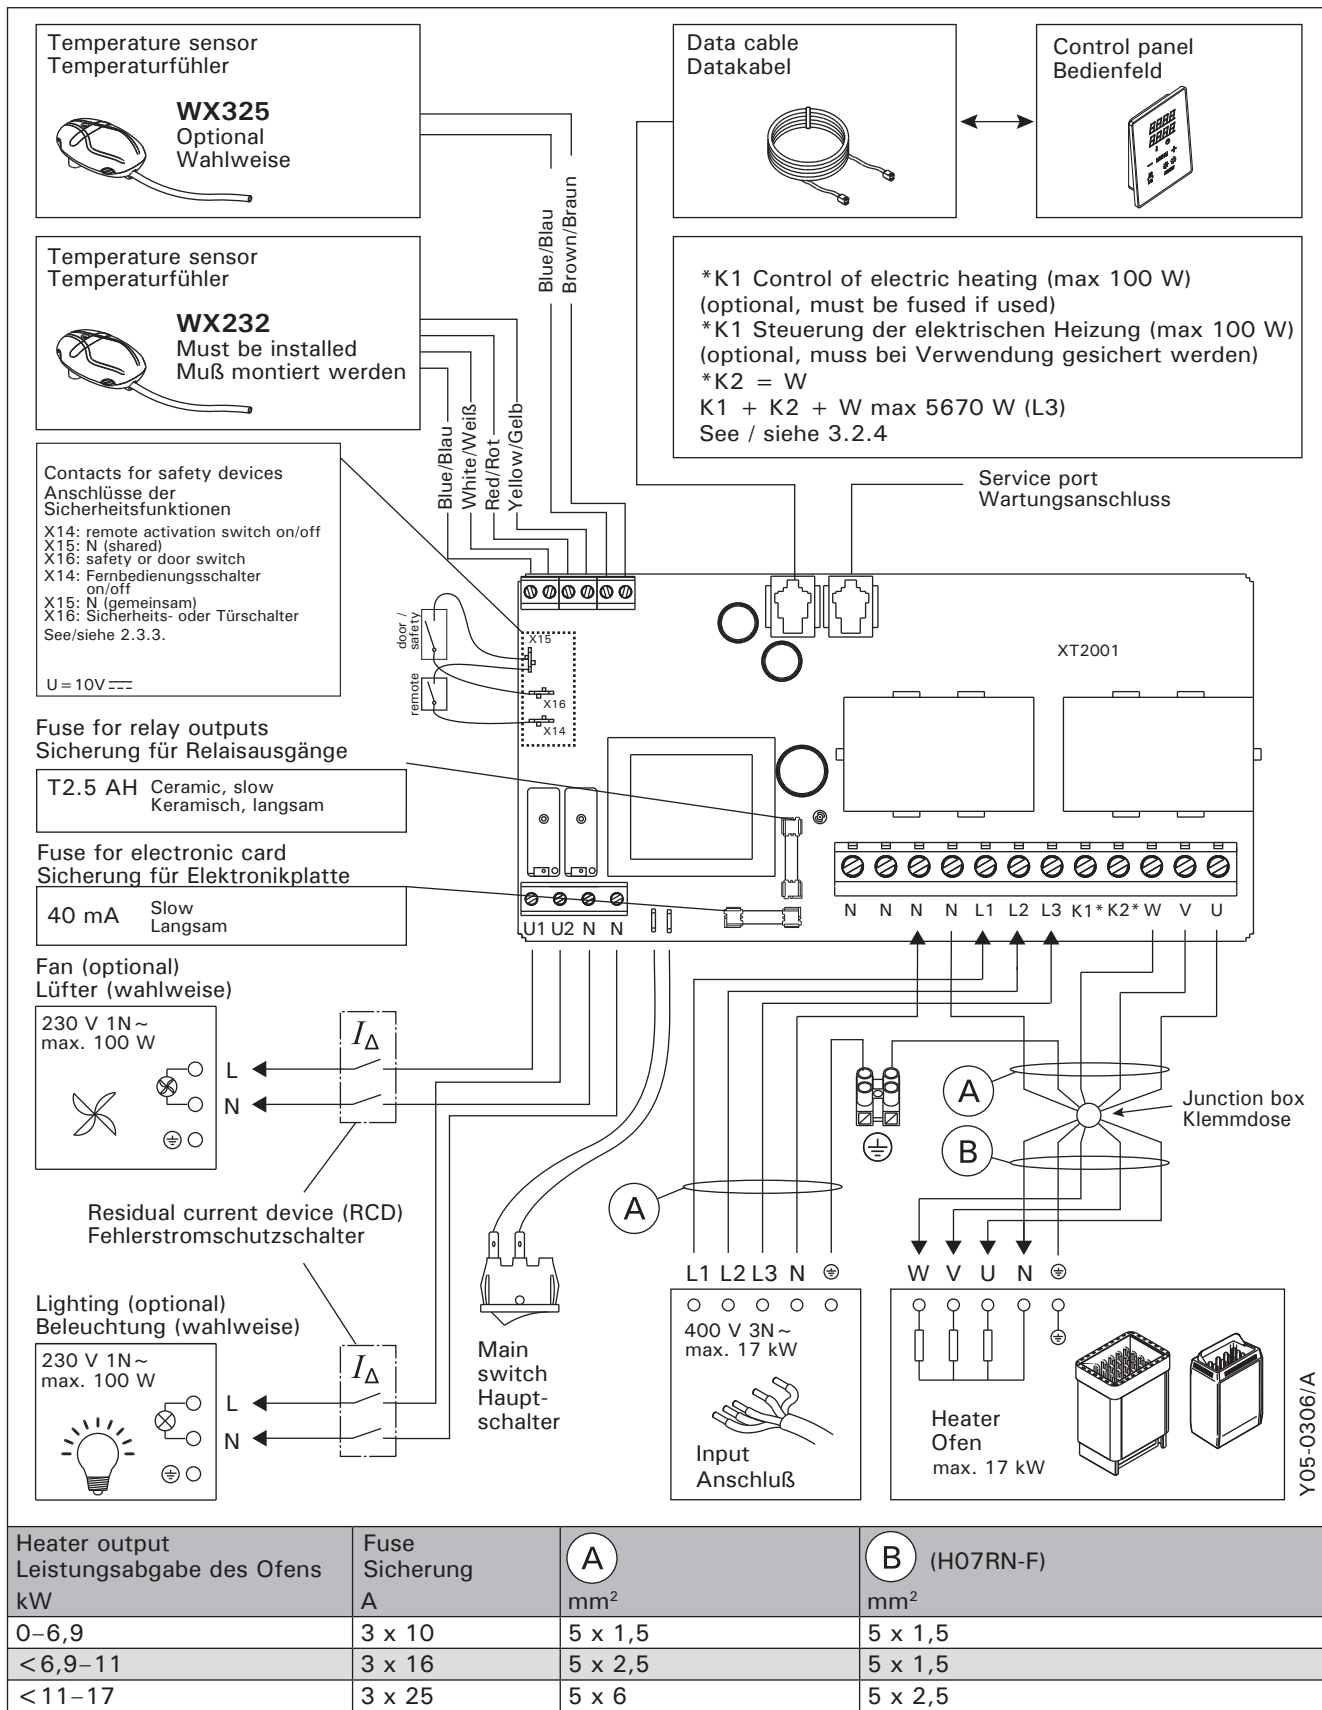 Temperature sensor
Temperaturfühler
WX325
Optional
Wahlweise
Data cable
Datakabel
Control panel
Bedienfeld
Blue/Blau
Brown/Braun
Temperature sensor
Temperaturfühler
WX232
Must be installed
Muß montiert werden
*K1 Control of electric heating (max 100 W)
(optional, must be fused if used)
*K1 Steuerung der elektrischen Heizung (max 100 W)
(optional, muss bei Verwendung gesichert werden)
*K2 = W
K1 + K2 + W max 5670 W (L3)
See / siehe 3.2.4
Blue/Blau
White/Weiß
Red/Rot
Yellow/Gelb
Contacts for safety devices
Anschlüsse der
Sicherheitsfunktionen
X14: remote activation switch on/off
X15: N (shared)
X16: safety or door switch
X14: Fernbedienungsschalter
on/off
X15: N (gemeinsam)
X16: Sicherheits- oder Türschalter
See/siehe 2.3.3.
U=10V
Service port
Wartungsanschluss
door /
safety
remote
X15
X16
X14
XT2001
Fuse for relay outputs
Sicherung für Relaisausgänge
T2.5 AH Ceramic, slow
Keramisch, langsam
Fuse for electronic card
Sicherung für Elektronikplatte
40 mA Slow
Langsam
U1 U2 N N
N N N N L1 L2 L3 K1* K2* W V U
Fan (optional)
Lüfter (wahlweise)
230 V 1N~
max. 100 W
L
N
IΔ
Residual current device (RCD)
Fehlerstromschutzschalter
Lighting (optional)
Beleuchtung (wahlweise)
230 V 1N~
max. 100 W
L
N
IΔ
Main
switch
Haupt-
schalter
A
A
B
Junction box
Klemmdose
L1 L2 L3 N
400 V 3N~
max. 17 kW
Input
Anschluß
W V U N
Heater
Ofen
max. 17 kW
Y05-0306/A
Heater output
Leistungsabgabe des Ofens
kW
Fuse
Sicherung
A
A
mm²
B (H07RN-F)
mm²
0–6,9 3 x 10 5 x 1,5 5 x 1,5
<6,9–11 3 x 16 5 x 2,5 5 x 1,5
<11–17 3 x 25 5 x 6 5 x 2,5